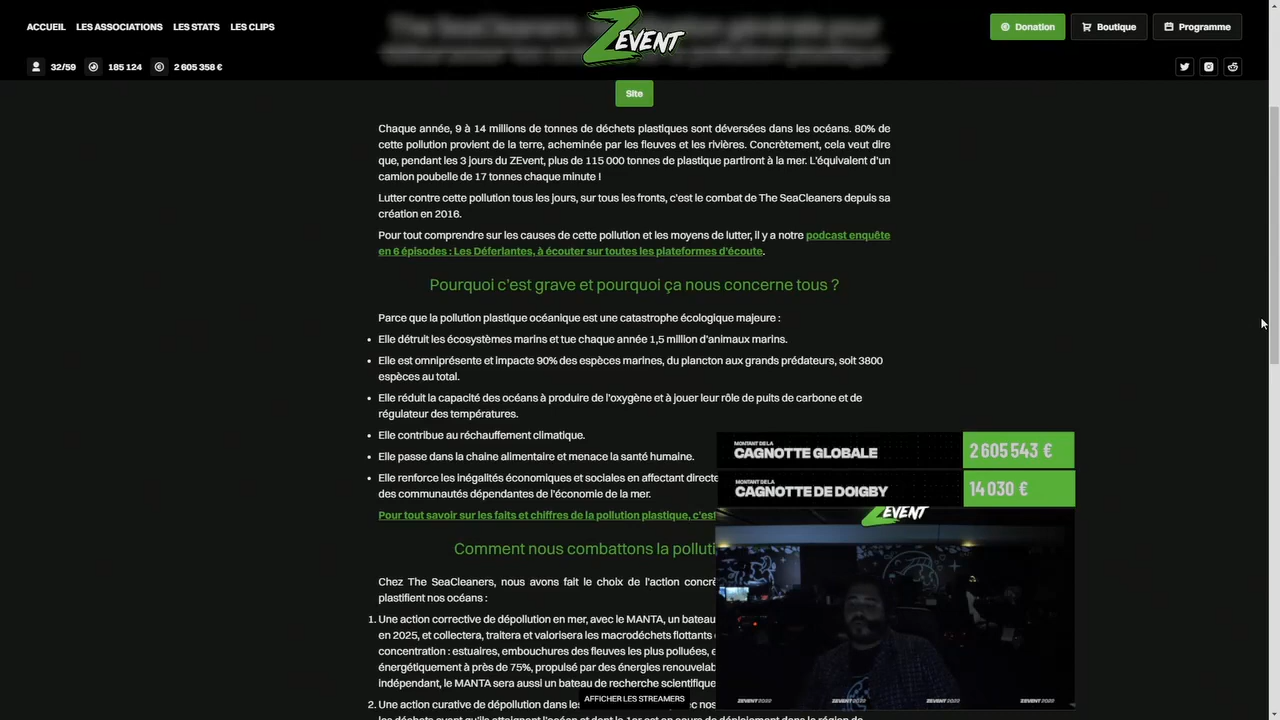 ACCUEIL LES ASSOCIATIONS LES STATS LES CLIPS
ZEVENT
Donation Boutique Programme
The SeaCleaners
32/59 185 124 2 605 358 €
Site
Chaque année, 9 à 14 millions de tonnes de déchets plastiques sont déversées dans les océans. 80% de
cette pollution provient de la terre, acheminée par les fleuves et les rivières. Concrètement, cela veut dire
que, pendant les 3 jours du ZEvent, plus de 115 000 tonnes de plastique partiront à la mer. L'équivalent d'un
camion poubelle de 17 tonnes chaque minute !
Lutter contre cette pollution tous les jours, sur tous les fronts, c'est le combat de The SeaCleaners depuis sa
création en 2016.
Pour tout comprendre sur les causes de cette pollution et les moyens de lutter, il y a notre podcast enquête
en 6 épisodes : Les Déferlantes, à écouter sur toutes les plateformes d'écoute.
Pourquoi c'est grave et pourquoi ça nous concerne tous ?
Parce que la pollution plastique océanique est une catastrophe écologique majeure :
• Elle détruit les écosystèmes marins et tue chaque année 1,5 million d'animaux marins.
• Elle est omniprésente et impacte 90% des espèces marines, du plancton aux grands prédateurs, soit 3800
espèces au total.
• Elle réduit la capacité des océans à produire de l'oxygène et à jouer leur rôle de puits de carbone et de
régulateur des températures.
• Elle contribue au réchauffement climatique.
• Elle passe dans la chaine alimentaire et menace la santé humaine.
• Elle renforce les inégalités économiques et sociales en affectant directe
des communautés dépendantes de l'économie de la mer.
Pour tout savoir sur les faits et chiffres de la pollution plastique, c'est
Comment nous combattons la polluti
Chez The SeaCleaners, nous avons fait le choix de l'action concrè
plastifient nos océans :
1. Une action corrective de dépollution en mer, avec le MANTA, un bateau
en 2025, et collectera, traitera et valorisera les macrodéchets flottants
concentration : estuaires, embouchures des fleuves les plus polluées, e
énergétiquement à près de 75%, propulsé par des énergies renouvelab
indépendant, le MANTA sera aussi un bateau de recherche scientifique
2. Une action curative de dépollution dans les
AFFICHER LES STREAMERS
MONTANT DE LA
CAGNOTTE GLOBALE 2 605 543 €
MONTANT DE LA
CAGNOTTE DE DOIGBY 14 030 €
ZEVENT
ZEVENT 2022 ZEVENT 2022 ZEVENT 2022 ZEVENT 2022